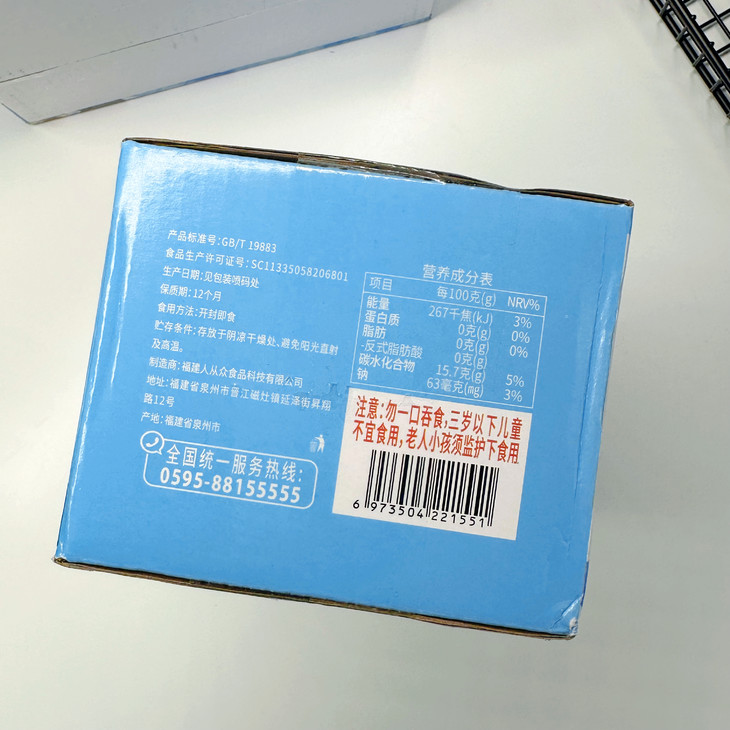 产品标准号:GB/T 19883
食品生产许可证号:SC11335058206801
生产日期:见包装喷码处
保质期:12个月
食用方法:开封即食
贮存条件:存放于阴凉干燥处、避免阳光直射
及高温。
制造商:福建人从众食品科技有限公司
地址:福建省泉州市晋江磁灶镇延泽街昇翔
路12号
产地:福建省泉州市
全国统一服务热线:
0595-88155555
营养成分表
项目 每100克(g) NRV%
能量 267千焦(kJ) 3%
蛋白质 0克(g) 0%
脂肪 0克(g) 0%
-反式脂肪酸 0克(g)
碳水化合物 15.7克(g) 5%
钠 63毫克(mg) 3%
注意:勿一口吞食,三岁以下儿童
不宜食用,老人小孩须监护下食用
6 973504 221551